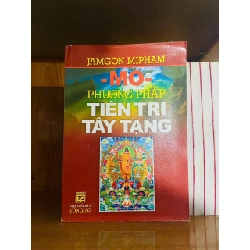 JAMGON MIPHAM
-MÔ-
PHƯƠNG PHÁP
TIÊN TRI
TÂY TẠNG